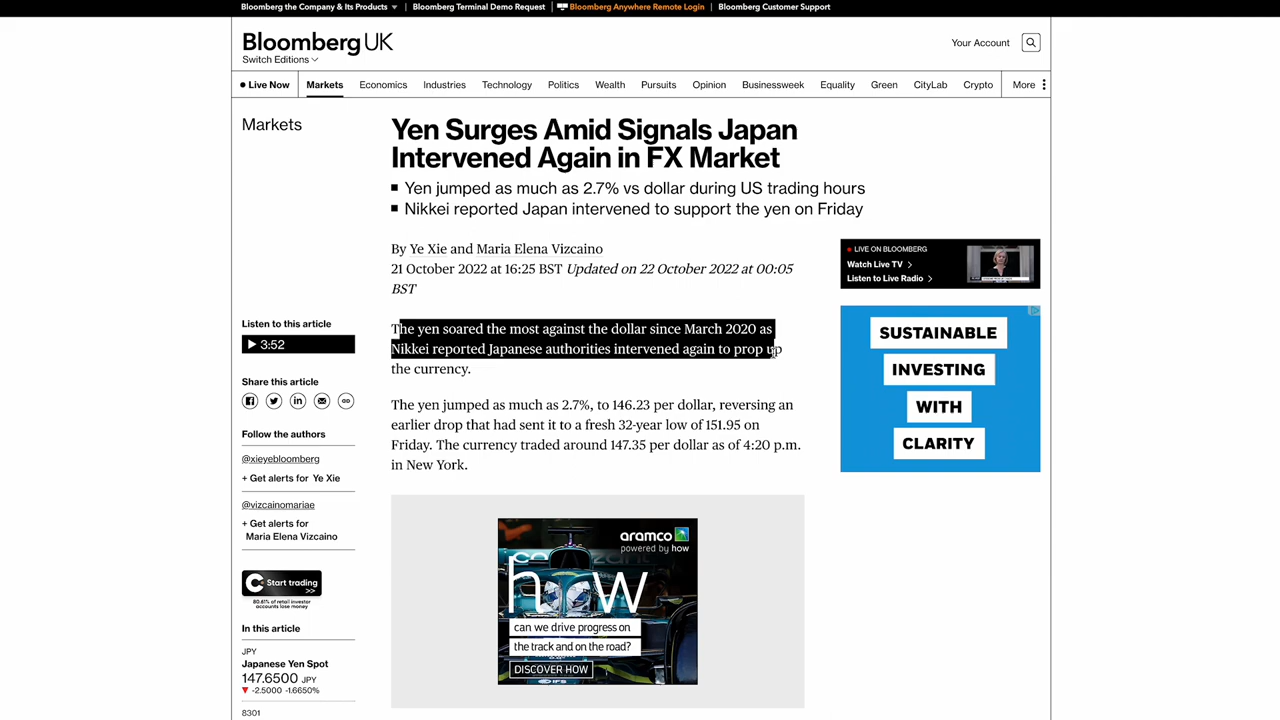 Bloomberg the Company & Its Products
Bloomberg Terminal Demo Request
Bloomberg Anywhere Remote Login
Bloomberg Customer Support
Bloomberg UK
Switch Editions
Your Account
Live Now
Markets
Economics
Industries
Technology
Politics
Wealth
Pursuits
Opinion
Businessweek
Equality
Green
CityLab
Crypto
More
Markets
Yen Surges Amid Signals Japan
Intervened Again in FX Market
Yen jumped as much as 2.7% vs dollar during US trading hours
Nikkei reported Japan intervened to support the yen on Friday
By Ye Xie and Maria Elena Vizcaino
21 October 2022 at 16:25 BST Updated on 22 October 2022 at 00:05
BST
Listen to this article
3:52
Share this article
Follow the authors
@xieyebloomberg
+ Get alerts for Ye Xie
@vizcainomariae
+ Get alerts for
Maria Elena Vizcaino
Start trading
>>
80.61% of retail investor
accounts lose money
In this article
JPY
Japanese Yen Spot
147.6500 JPY
-2.5000 -1.6650%
8301
The yen soared the most against the dollar since March 2020 as
Nikkei reported Japanese authorities intervened again to prop up
the currency.
The yen jumped as much as 2.7%, to 146.23 per dollar, reversing an
earlier drop that had sent it to a fresh 32-year low of 151.95 on
Friday. The currency traded around 147.35 per dollar as of 4:20 p.m.
in New York.
aramco
powered by how
how
can we drive progress on
the track and on the road?
DISCOVER HOW
LIVE ON BLOOMBERG
Watch Live TV
Listen to Live Radio
SUSTAINABLE
INVESTING
WITH
CLARITY